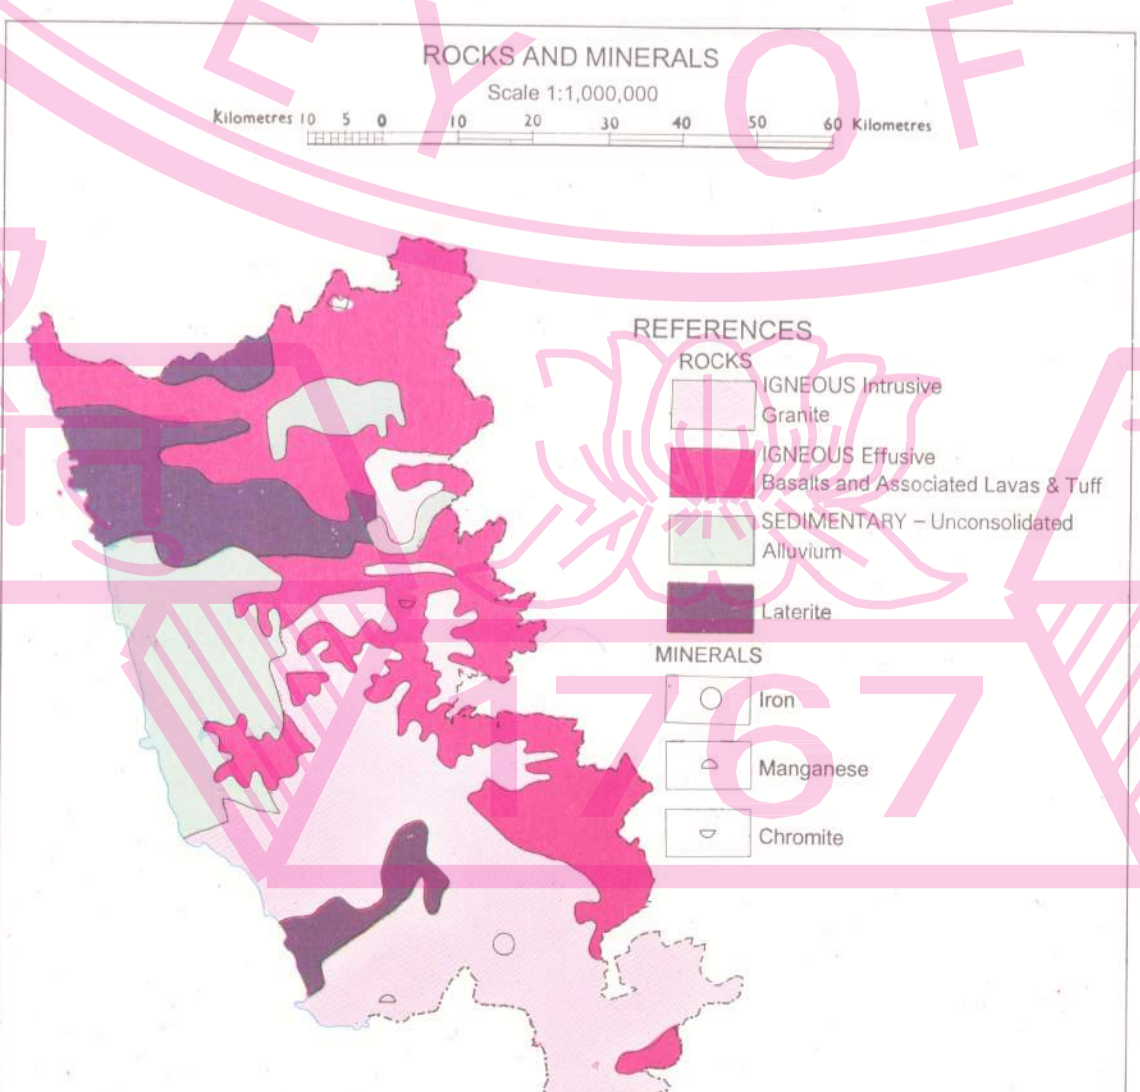 ROCKS AND MINERALS
Scale 1:1,000,000
Kilometres 10 5 0 10 20 30 40 50 60 Kilometres
REFERENCES
ROCKS
IGNEOUS Intrusive
Granite
IGNEOUS Effusive
Basalts and Associated Lavas & Tuff
SEDIMENTARY – Unconsolidated
Alluvium
Laterite
MINERALS
Iron
Manganese
Chromite
EY OF
1767